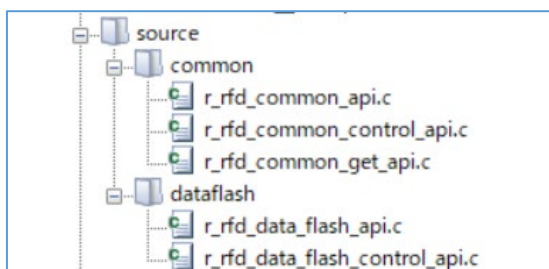 source
common
r_rfd_common_api.c
r_rfd_common_control_api.c
r_rfd_common_get_api.c
dataflash
r_rfd_data_flash_api.c
r_rfd_data_flash_control_api.c